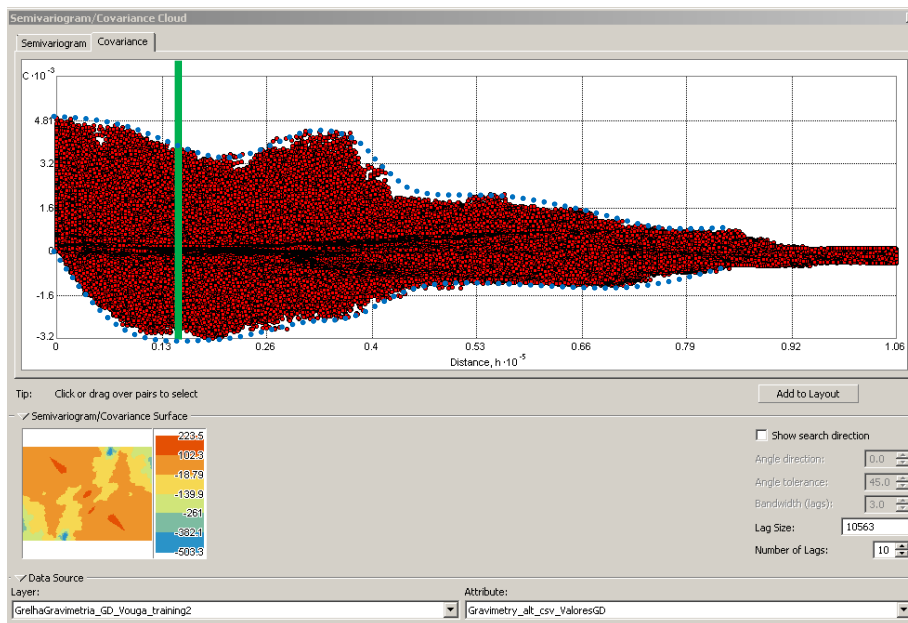 Semivariogram/Covariance Cloud
Semivariogram Covariance
C·10 -3
4.81
3.2
1.6
0
-1.6
-3.2
0 0.13 0.26 0.4 0.53 0.66 0.79 0.92 1.06
Distance, h·10 -5
Tip: Click or drag over pairs to select Add to Layout
Semivariogram/Covariance Surface
223.5
102.3
-18.79
-139.9
-261
-382.1
-503.3
Show search direction
Angle direction: 0.0
Angle tolerance: 45.0
Bandwidth (lags): 3.0
Lag Size: 10563
Number of Lags: 10
Data Source
Layer: Attribute:
GrelhaGravimetria_GD_Vouga_training2 Gravimetry_alt_csv_ValoresGD